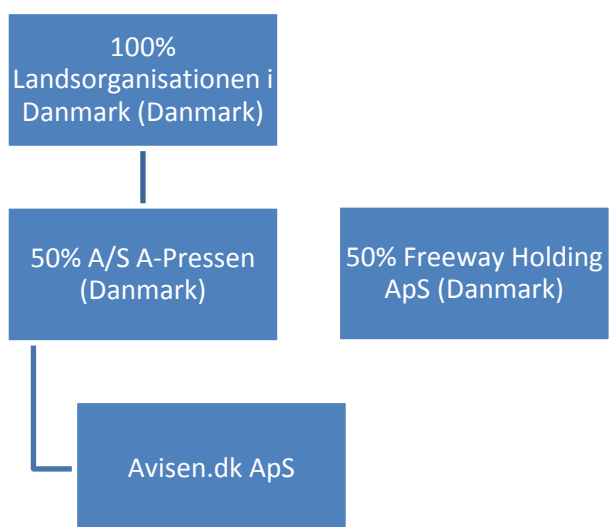 100%
Landsorganisationen i
Danmark (Danmark)
50% A/S A-Pressen
(Danmark)
50% Freeway Holding
ApS (Danmark)
Avisen.dk ApS